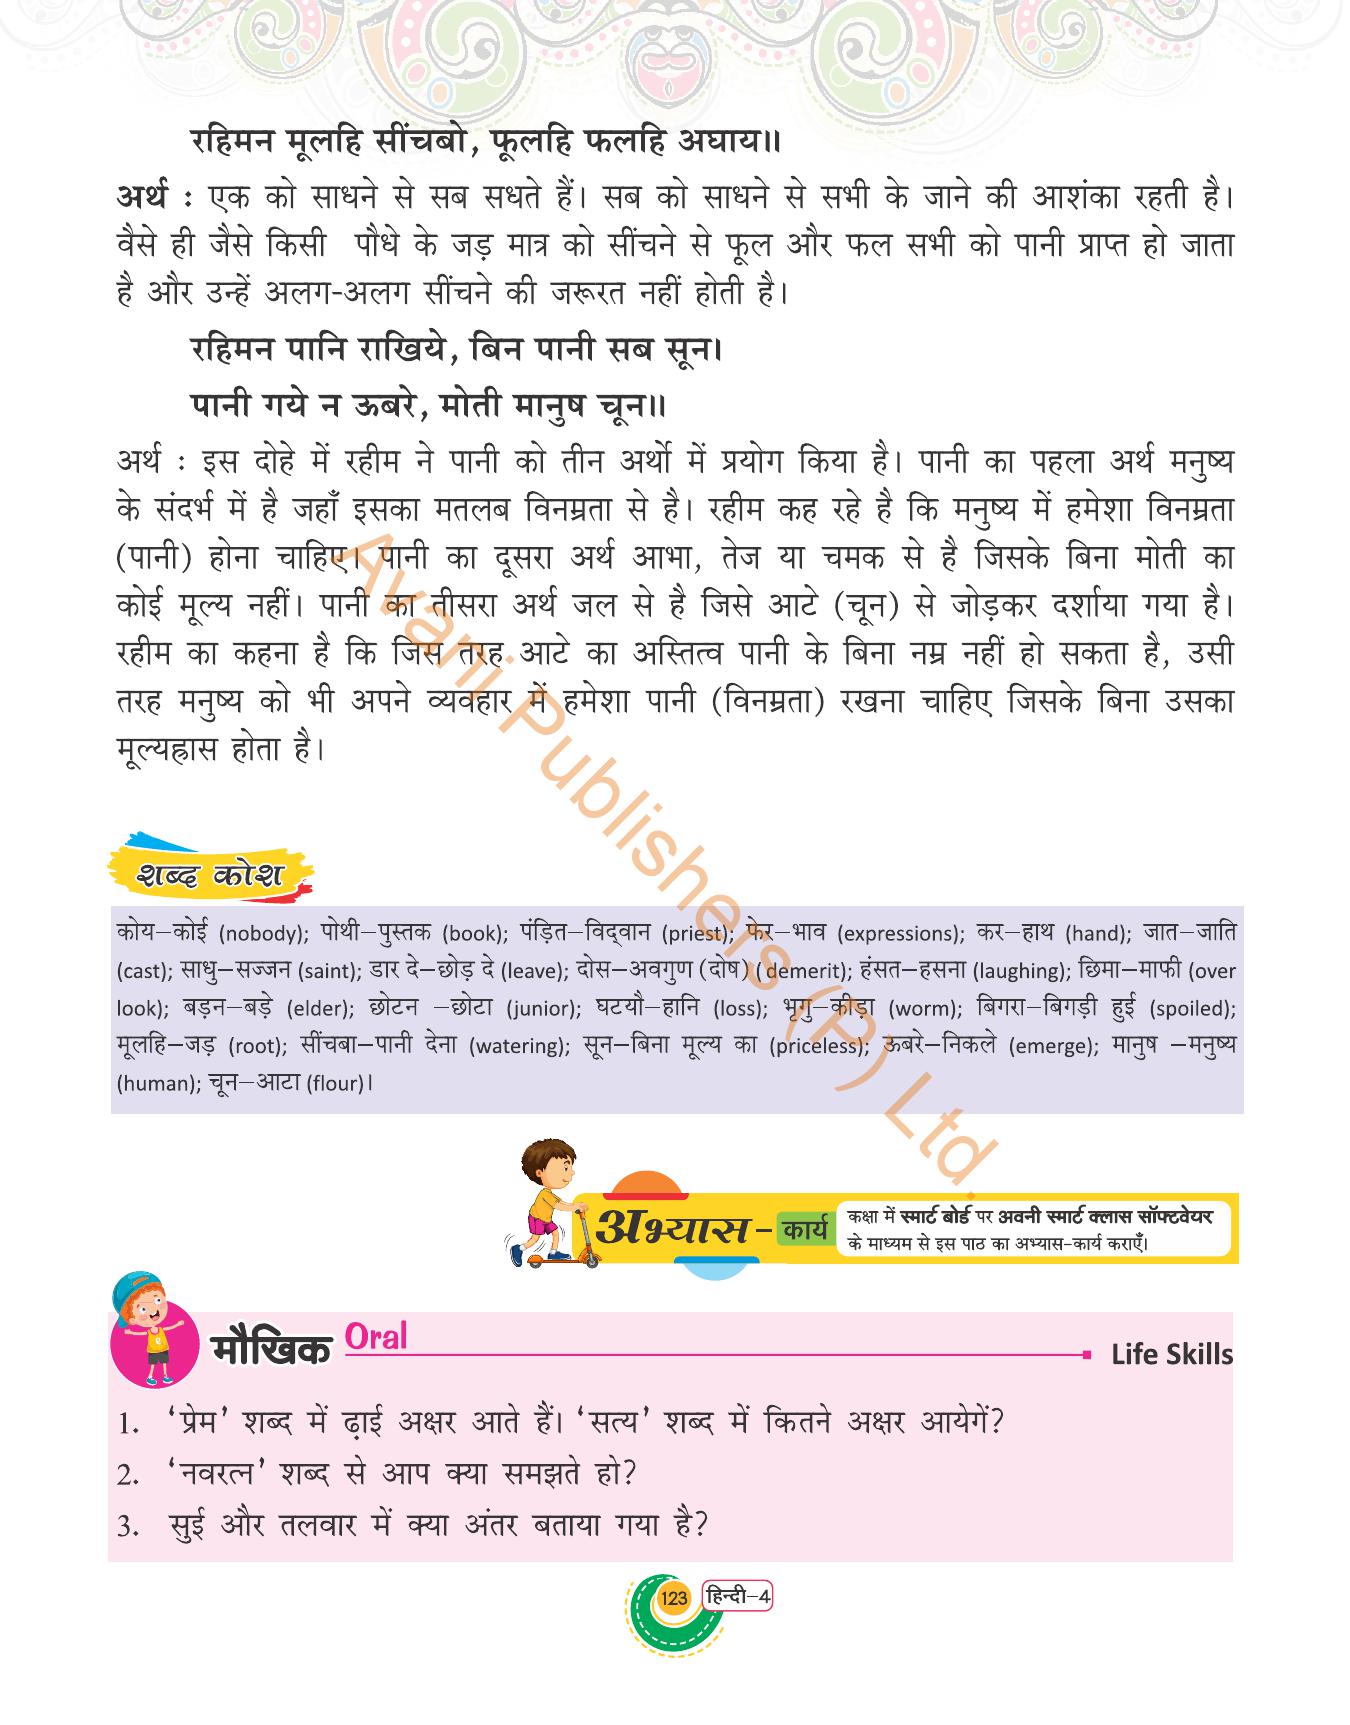 रहिमन मूलहि सींचबो, फूलहि फलहि अघाय॥
अर्थ : एक को साधने से सब सधते हैं। सब को साधने से सभी के जाने की आशंका रहती है।
वैसे ही जैसे किसी पौधे के जड़ मात्र को सींचने से फूल और फल सभी को पानी प्राप्त हो जाता
है और उन्हें अलग-अलग सींचने की जरूरत नहीं होती है।
रहिमन पानि राखिये, बिन पानी सब सून।
पानी गये न ऊबरे, मोती मानुष चून॥
अर्थ : इस दोहे में रहीम ने पानी को तीन अर्थो में प्रयोग किया है। पानी का पहला अर्थ मनुष्य
के संदर्भ में है जहाँ इसका मतलब विनम्रता से है। रहीम कह रहे है कि मनुष्य में हमेशा विनम्रता
(पानी) होना चाहिए। पानी का दूसरा अर्थ आभा, तेज या चमक से है जिसके बिना मोती का
कोई मूल्य नहीं। पानी का तीसरा अर्थ जल से है जिसे आटे (चून) से जोड़कर दर्शाया गया है।
रहीम का कहना है कि जिस तरह आटे का अस्तित्व पानी के बिना नम्र नहीं हो सकता है, उसी
तरह मनुष्य को भी अपने व्यवहार में हमेशा पानी (विनम्रता) रखना चाहिए जिसके बिना उसका
मूल्यह्रास होता है।
Avani Publishers (P) Ltd.
शब्द कोश
कोय–कोई (nobody); पोथी–पुस्तक (book); पंड़ित–विद्‌वान (priest); फेर–भाव (expressions); कर–हाथ (hand); जात–जाति
(cast); साधु–सज्जन (saint); डार दे–छोड़ दे (leave); दोस–अवगुण (दोष) ( demerit); हंसत–हसना (laughing); छिमा–माफी (over
look); बड़न–बड़े (elder); छोटन –छोटा (junior); घटयौ–हानि (loss); भृगु–कीड़ा (worm); बिगरा–बिगड़ी हुई (spoiled);
मूलहि–जड़ (root); सींचबा–पानी देना (watering); सून–बिना मूल्य का (priceless); ऊबरे–निकले (emerge); मानुष –मनुष्य
(human); चून–आटा (flour)।
अभ्यास – कार्य
कक्षा में स्मार्ट बोर्ड पर अवनी स्मार्ट क्लास सॉफ्टवेयर
के माध्यम से इस पाठ का अभ्यास-कार्य कराएँ।
मौखिक Oral Life Skills
1. ‘प्रेम’ शब्द में ढ़ाई अक्षर आते हैं। ‘सत्य’ शब्द में कितने अक्षर आयेगें?
2. ‘नवरत्न’ शब्द से आप क्या समझते हो?
3. सुई और तलवार में क्या अंतर बताया गया है?
123 हिन्दी–4